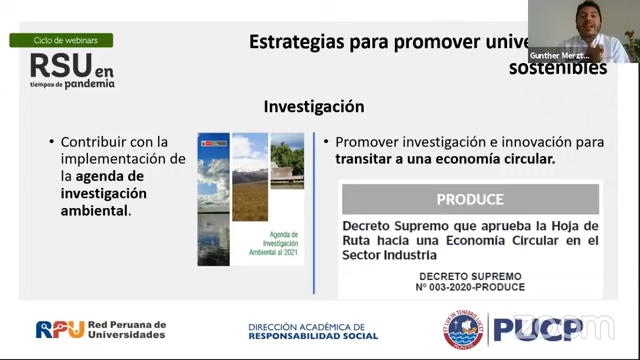 Ciclo de webinars
RSU en
tiempos de pandemia
Estrategias para promover
sostenibles
Gunther Merzt...
Investigación
• Contribuir con la
implementación de
la agenda de
investigación
ambiental.
Agenda de
Investigación
Ambiental al 2021
• Promover investigación e innovación para
transitar a una economía circular.
PRODUCE
Decreto Supremo que aprueba la Hoja de
Ruta hacia una Economía Circular en el
Sector Industria
DECRETO SUPREMO
Nº 003-2020-PRODUCE
RPU Red Peruana de
Universidades
DIRECCIÓN ACADÉMICA DE
RESPONSABILIDAD SOCIAL
PUCP
zoom